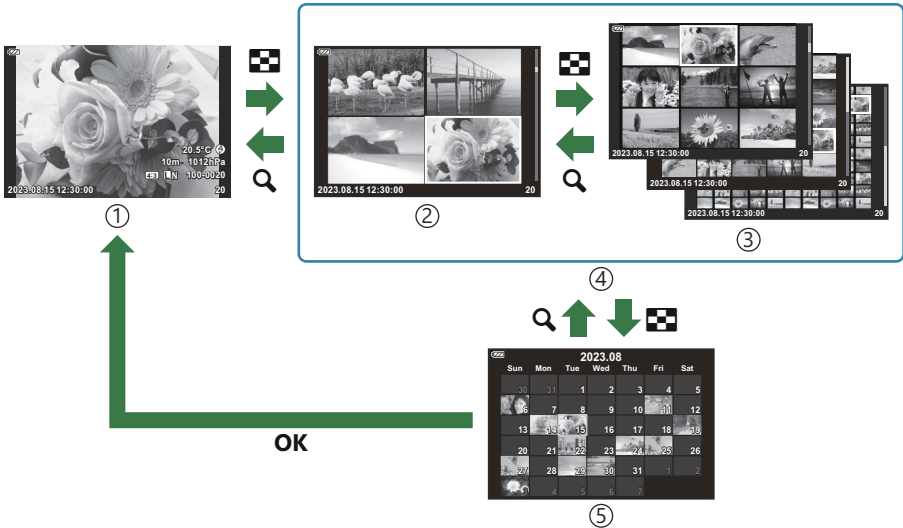 20.5°C
10m 1012hPa
4:3 LN 100-0020
2023.08.15 12:30:00 20
①
2023.08.15 12:30:00 20
②
2023.08.15 12:30:00 20
2023.08.15 12:30:00 20
2023.08.15 12:30:00 20
③
④
2023.08
Sun Mon Tue Wed Thu Fri Sat
30 31 1 2 3 4 5
6 7 8 9 10 11 12
13 14 15 16 17 18 19
20 21 22 23 24 25 26
27 28 29 30 31 1 2
3 4 5 6 7
⑤
OK